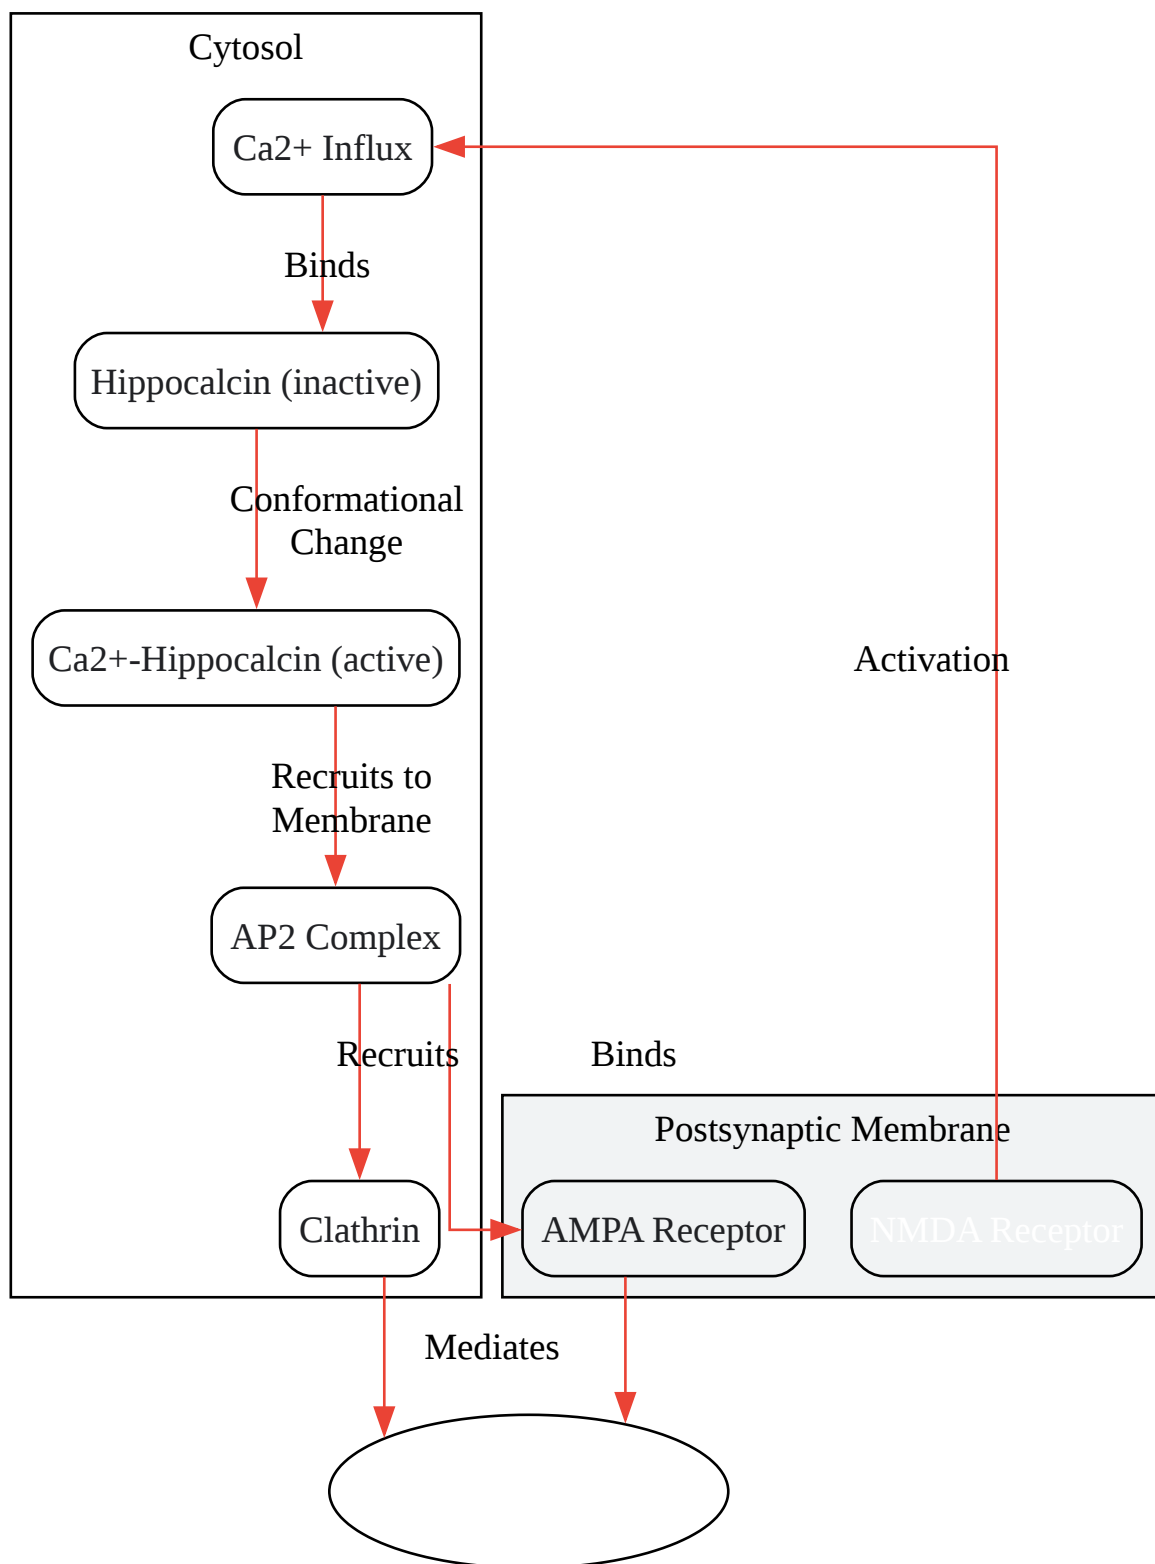 Cytosol
Ca2+ Influx
Binds
Hippocalcin (inactive)
Conformational
Change
Ca2+-Hippocalcin (active)
Activation
Recruits to
Membrane
AP2 Complex
Recruits
Binds
Postsynaptic Membrane
Clathrin
AMPA Receptor
NMDA Receptor
Mediates